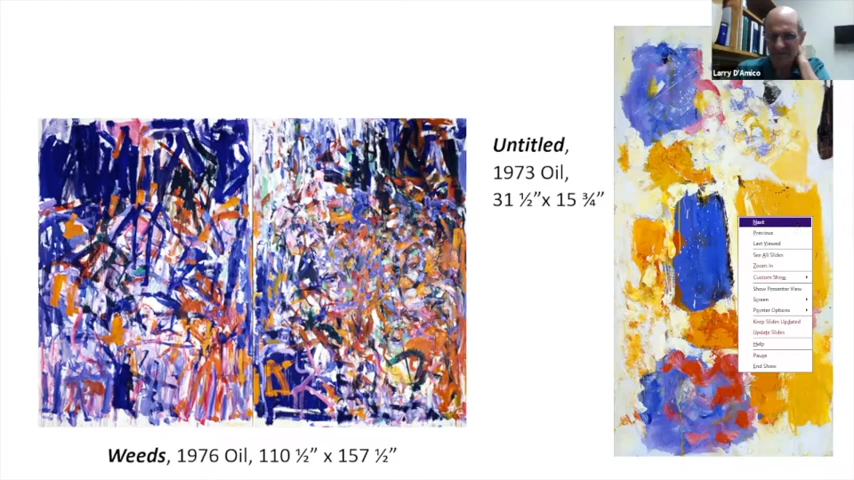 Larry D'Amico
Untitled,
1973 Oil,
31 ½”x 15 ¾”
Next
Previous
Last Viewed
See All Slides
Zoom In
Custom Show
Show Presenter View
Screen
Pointer Options
Keep Slides Updated
Update Slides
Help
Pause
End Show
Weeds, 1976 Oil, 110 ½” x 157 ½”